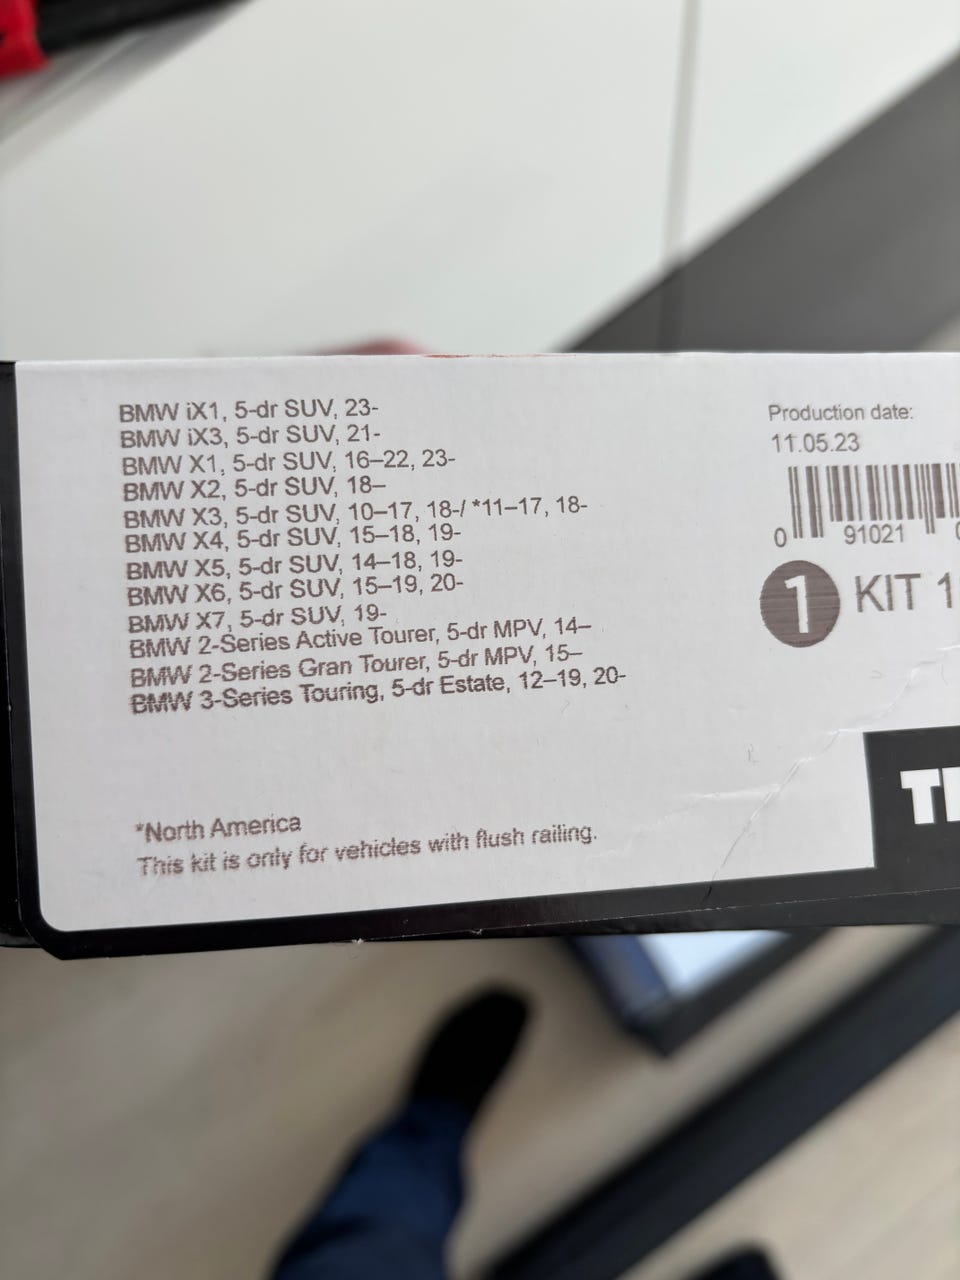 BMW iX1, 5-dr SUV, 23-
BMW iX3, 5-dr SUV, 21-
BMW X1, 5-dr SUV, 16–22, 23-
BMW X2, 5-dr SUV, 18–
BMW X3, 5-dr SUV, 10–17, 18-/ *11–17, 18-
BMW X4, 5-dr SUV, 15–18, 19-
BMW X5, 5-dr SUV, 14–18, 19-
BMW X6, 5-dr SUV, 15–19, 20-
BMW X7, 5-dr SUV, 19-
BMW 2-Series Active Tourer, 5-dr MPV, 14–
BMW 2-Series Gran Tourer, 5-dr MPV, 15–
BMW 3-Series Touring, 5-dr Estate, 12–19, 20-
*North America
This kit is only for vehicles with flush railing.
Production date:
11.05.23
0 91021
1 KIT 1